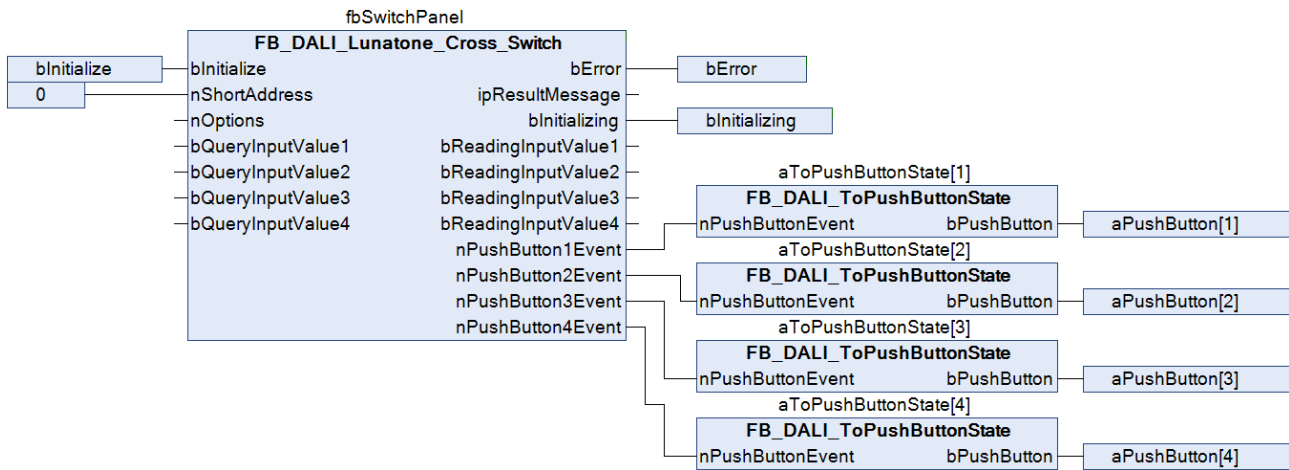 fbSwitchPanel
FB_DALI_Lunatone_Cross_Switch
bInitialize bInitialize bError bError
0 nShortAddress ipResultMessage
nOptions bInitializing bInitializing
bQueryInputValue1 bReadingInputValue1
bQueryInputValue2 bReadingInputValue2
bQueryInputValue3 bReadingInputValue3
bQueryInputValue4 bReadingInputValue4
nPushButton1Event
nPushButton2Event
nPushButton3Event
nPushButton4Event
aToPushButtonState[1]
FB_DALI_ToPushButtonState
nPushButtonEvent bPushButton aPushButton[1]
aToPushButtonState[2]
FB_DALI_ToPushButtonState
nPushButtonEvent bPushButton aPushButton[2]
aToPushButtonState[3]
FB_DALI_ToPushButtonState
nPushButtonEvent bPushButton aPushButton[3]
aToPushButtonState[4]
FB_DALI_ToPushButtonState
nPushButtonEvent bPushButton aPushButton[4]